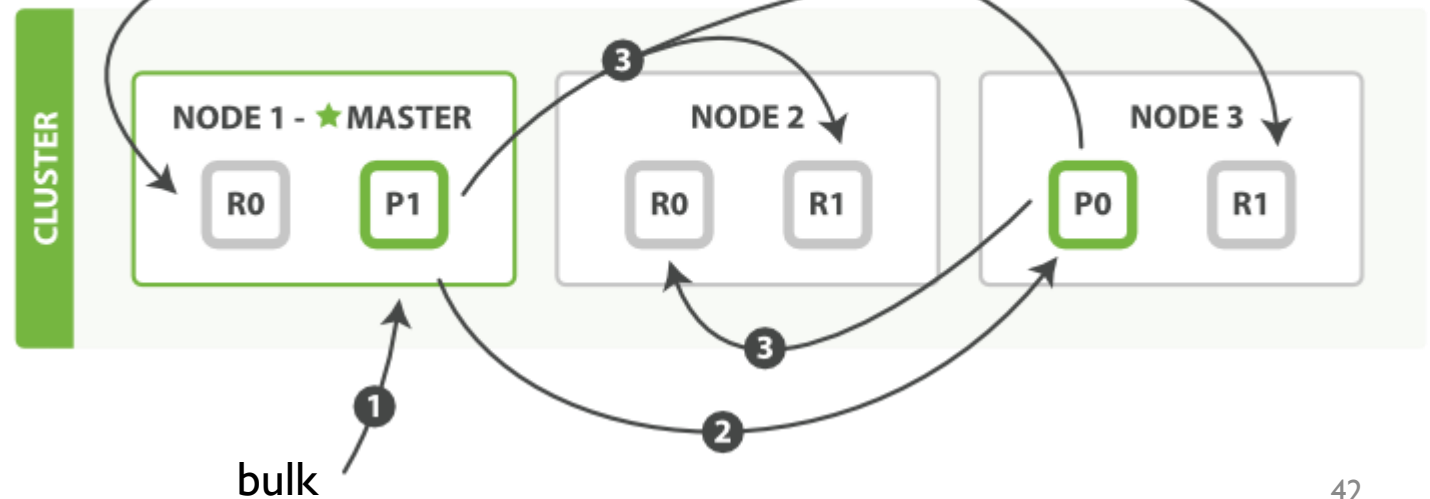 CLUSTER
3
NODE 1 - ★ MASTER
NODE 2
NODE 3
R0
P1
R0
R1
P0
R1
3
1
2
bulk
42